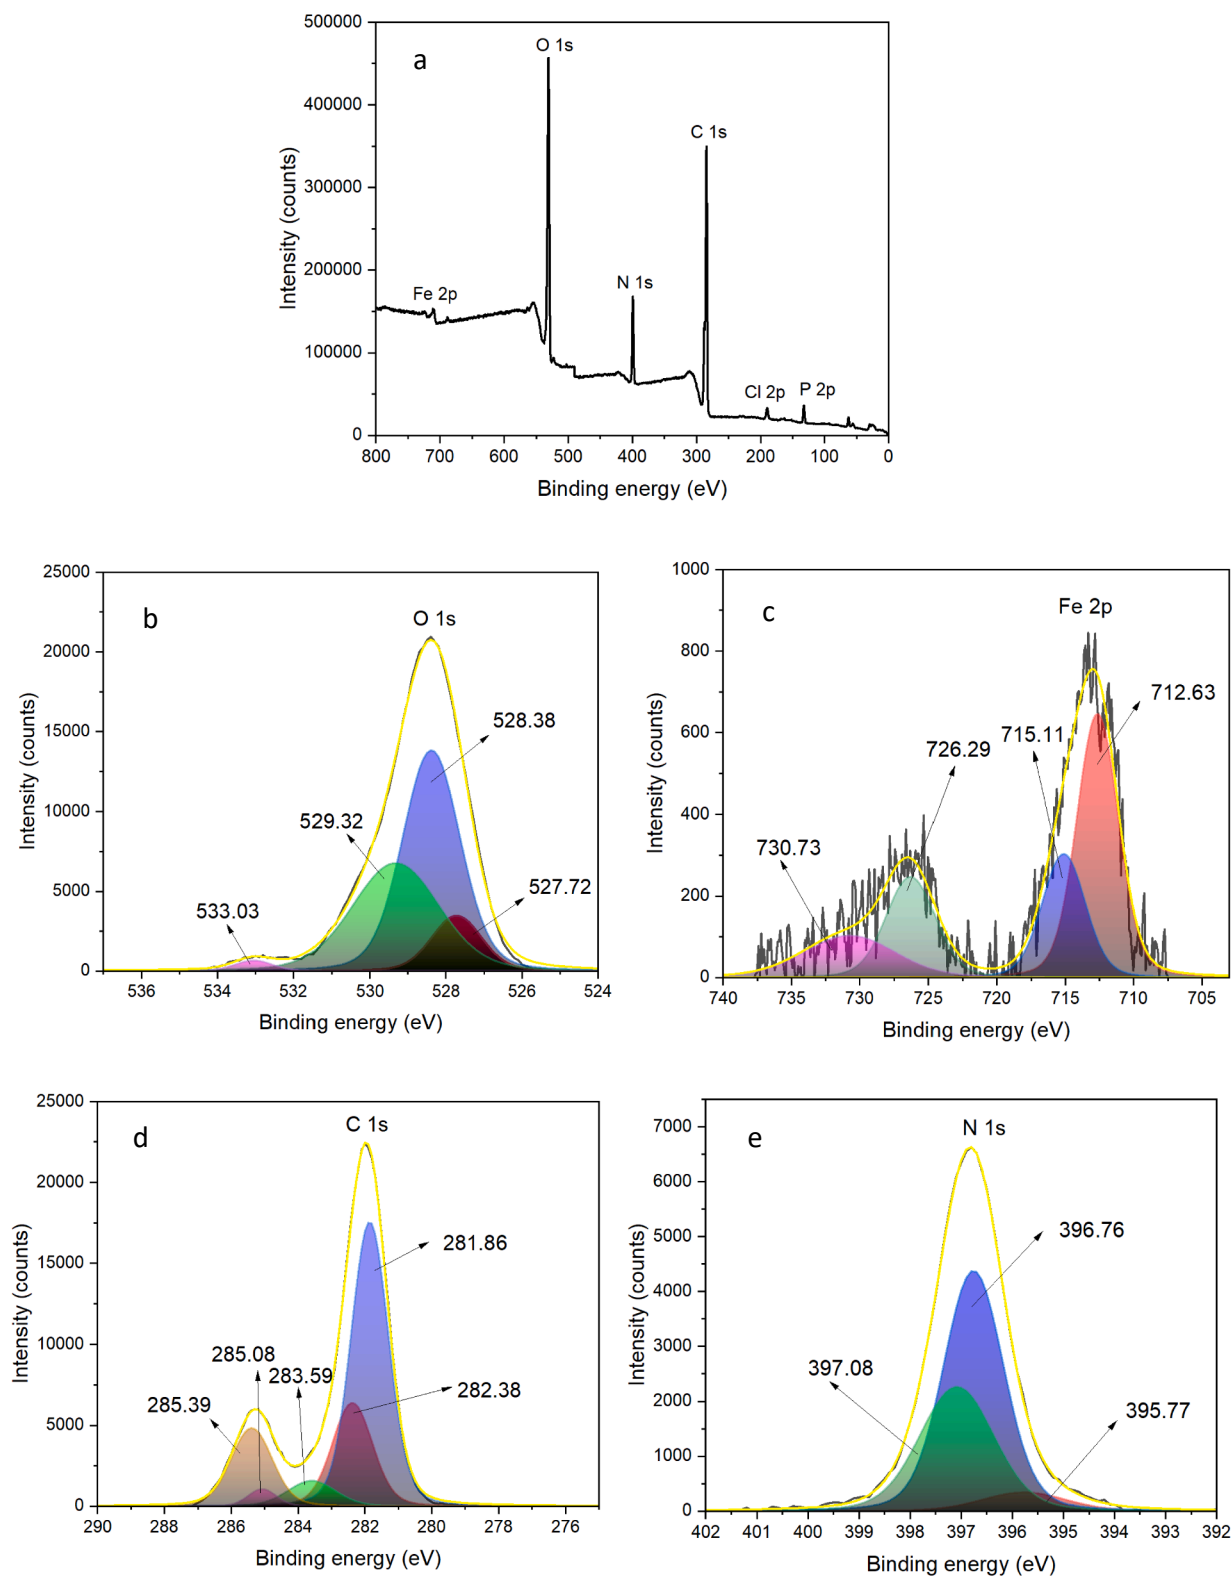 a
O 1s
C 1s
N 1s
Fe 2p
Cl 2p
P 2p
500000
400000
300000
200000
100000
0
Intensity (counts)
800 700 600 500 400 300 200 100 0
Binding energy (eV)
b
O 1s
528.38
529.32
527.72
533.03
25000
20000
15000
10000
5000
0
Intensity (counts)
536 534 532 530 528 526 524
Binding energy (eV)
c
Fe 2p
712.63
715.11
726.29
730.73
1000
800
600
400
200
0
Intensity (counts)
740 735 730 725 720 715 710 705
Binding energy (eV)
d
C 1s
281.86
285.08
283.59
282.38
285.39
25000
20000
15000
10000
5000
0
Intensity (counts)
290 288 286 284 282 280 278 276
Binding energy (eV)
e
N 1s
396.76
397.08
395.77
7000
6000
5000
4000
3000
2000
1000
0
Intensity (counts)
402 401 400 399 398 397 396 395 394 393 392
Binding energy (eV)